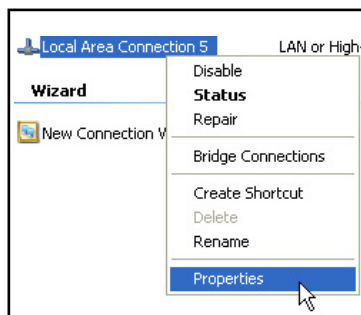 Local Area Connection 5 LAN or High-
Disable
Status
Wizard
Repair
New Connection W
Bridge Connections
Create Shortcut
Delete
Rename
Properties